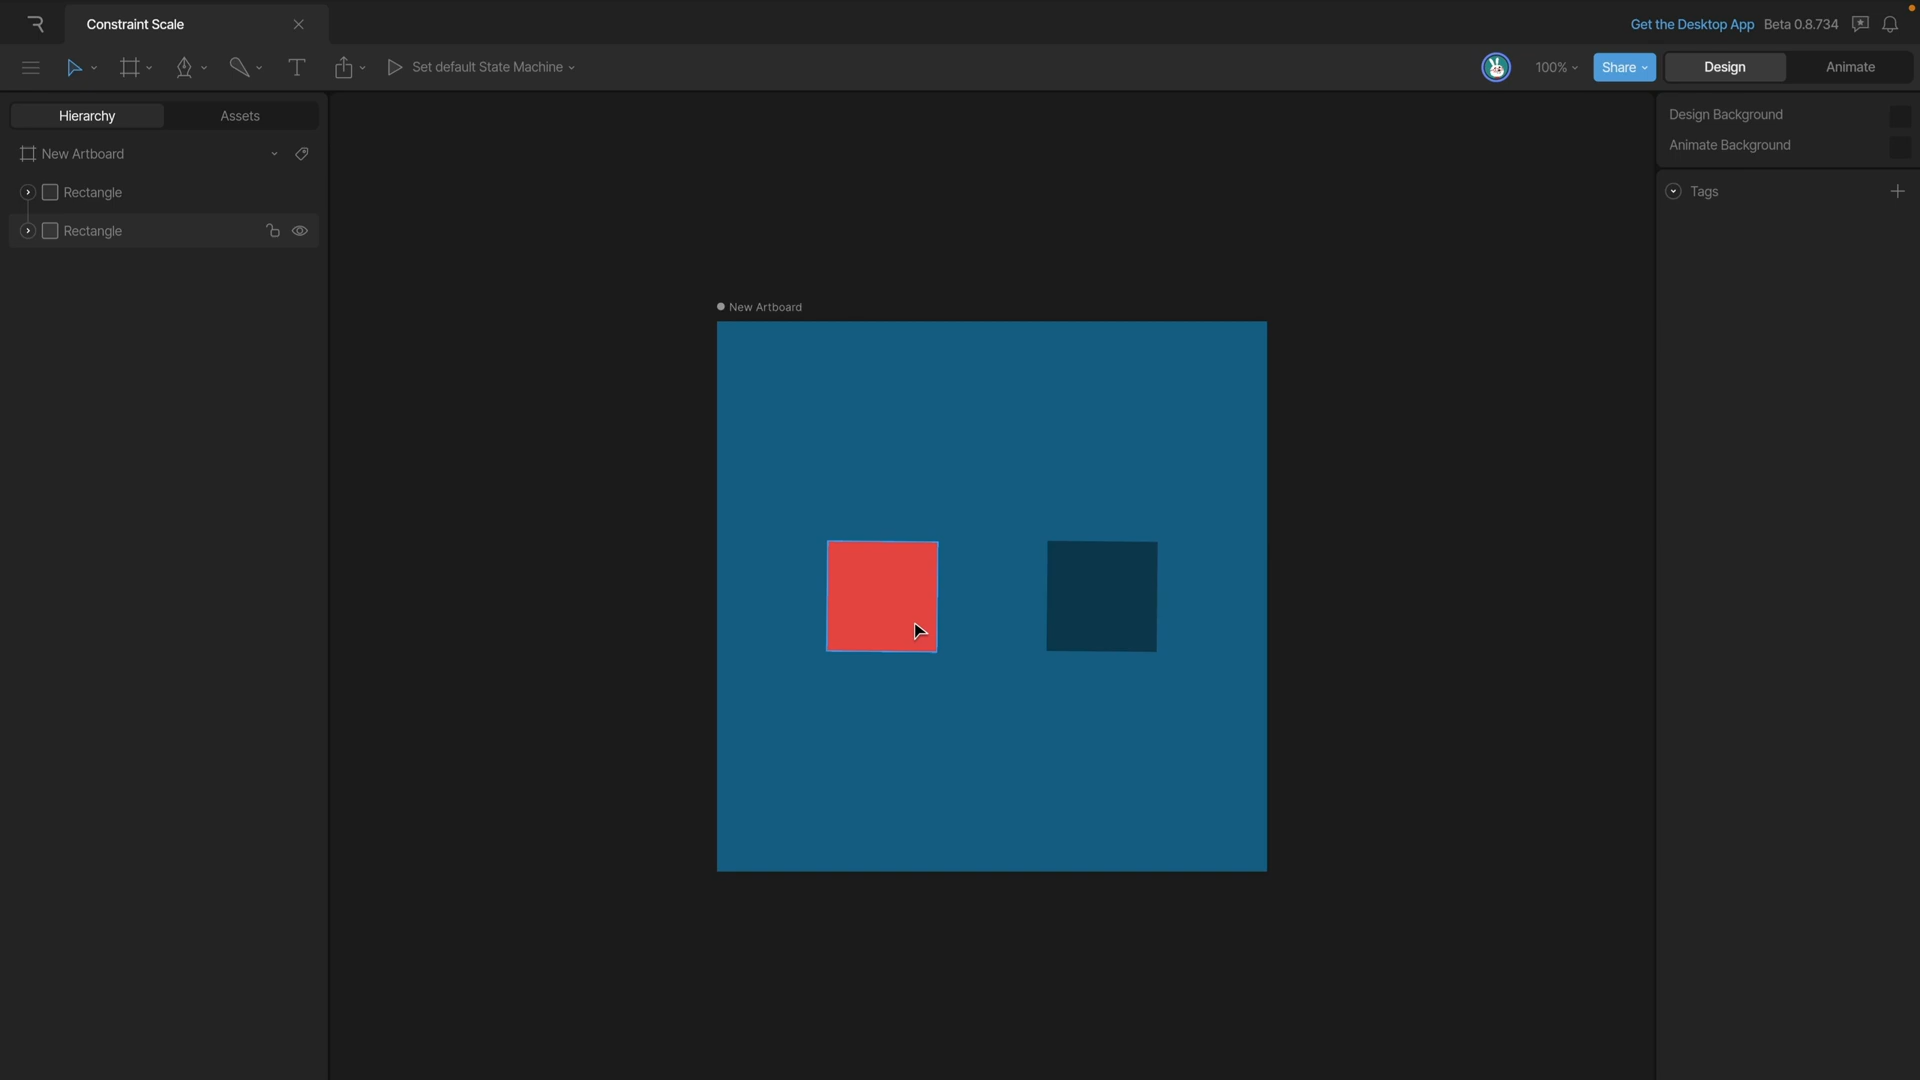 Constraint Scale
Get the Desktop App Beta 0.8.734
Set default State Machine
100%
Share
Design
Animate
Hierarchy
Assets
New Artboard
Rectangle
Rectangle
New Artboard
Design Background
Animate Background
Tags